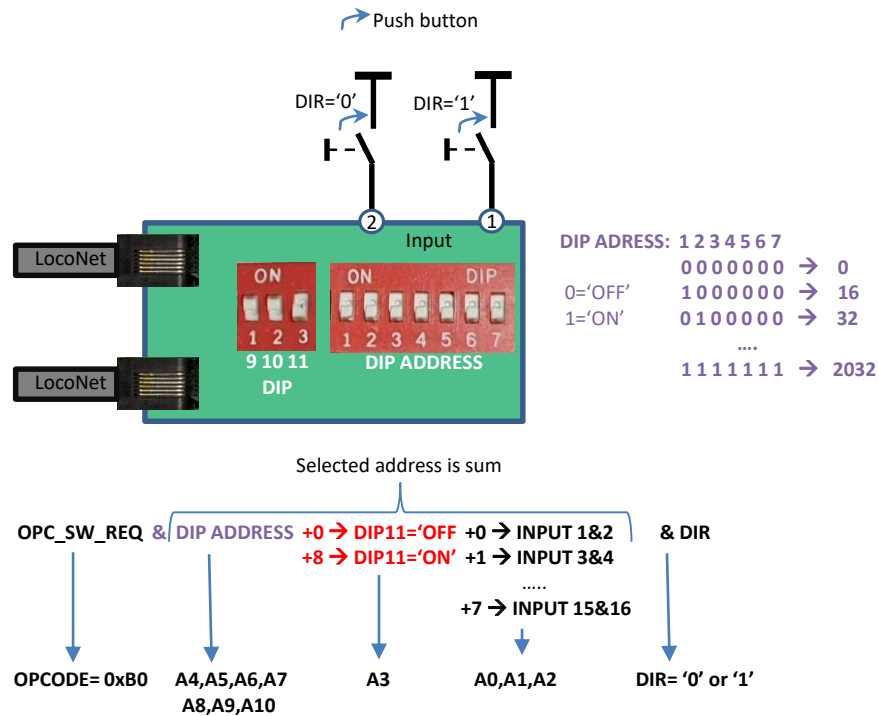 Push button
DIR=‘0’
DIR=‘1’
2
1
Input
LocoNet
ON
1 2 3
9 10 11
DIP
ON DIP
1 2 3 4 5 6 7
DIP ADDRESS
LocoNet
DIP ADRESS: 1 2 3 4 5 6 7
0 0 0 0 0 0 0 → 0
0=‘OFF’ 1 0 0 0 0 0 0 → 16
1=‘ON’ 0 1 0 0 0 0 0 → 32
....
1 1 1 1 1 1 1 → 2032
Selected address is sum
OPC_SW_REQ & DIP ADDRESS +0 → DIP11=‘OFF +0 → INPUT 1&2 & DIR
+8 → DIP11=‘ON’ +1 → INPUT 3&4
.....
+7 → INPUT 15&16
OPCODE= 0xB0 A4,A5,A6,A7 A3 A0,A1,A2 DIR= ‘0’ or ‘1’
A8,A9,A10